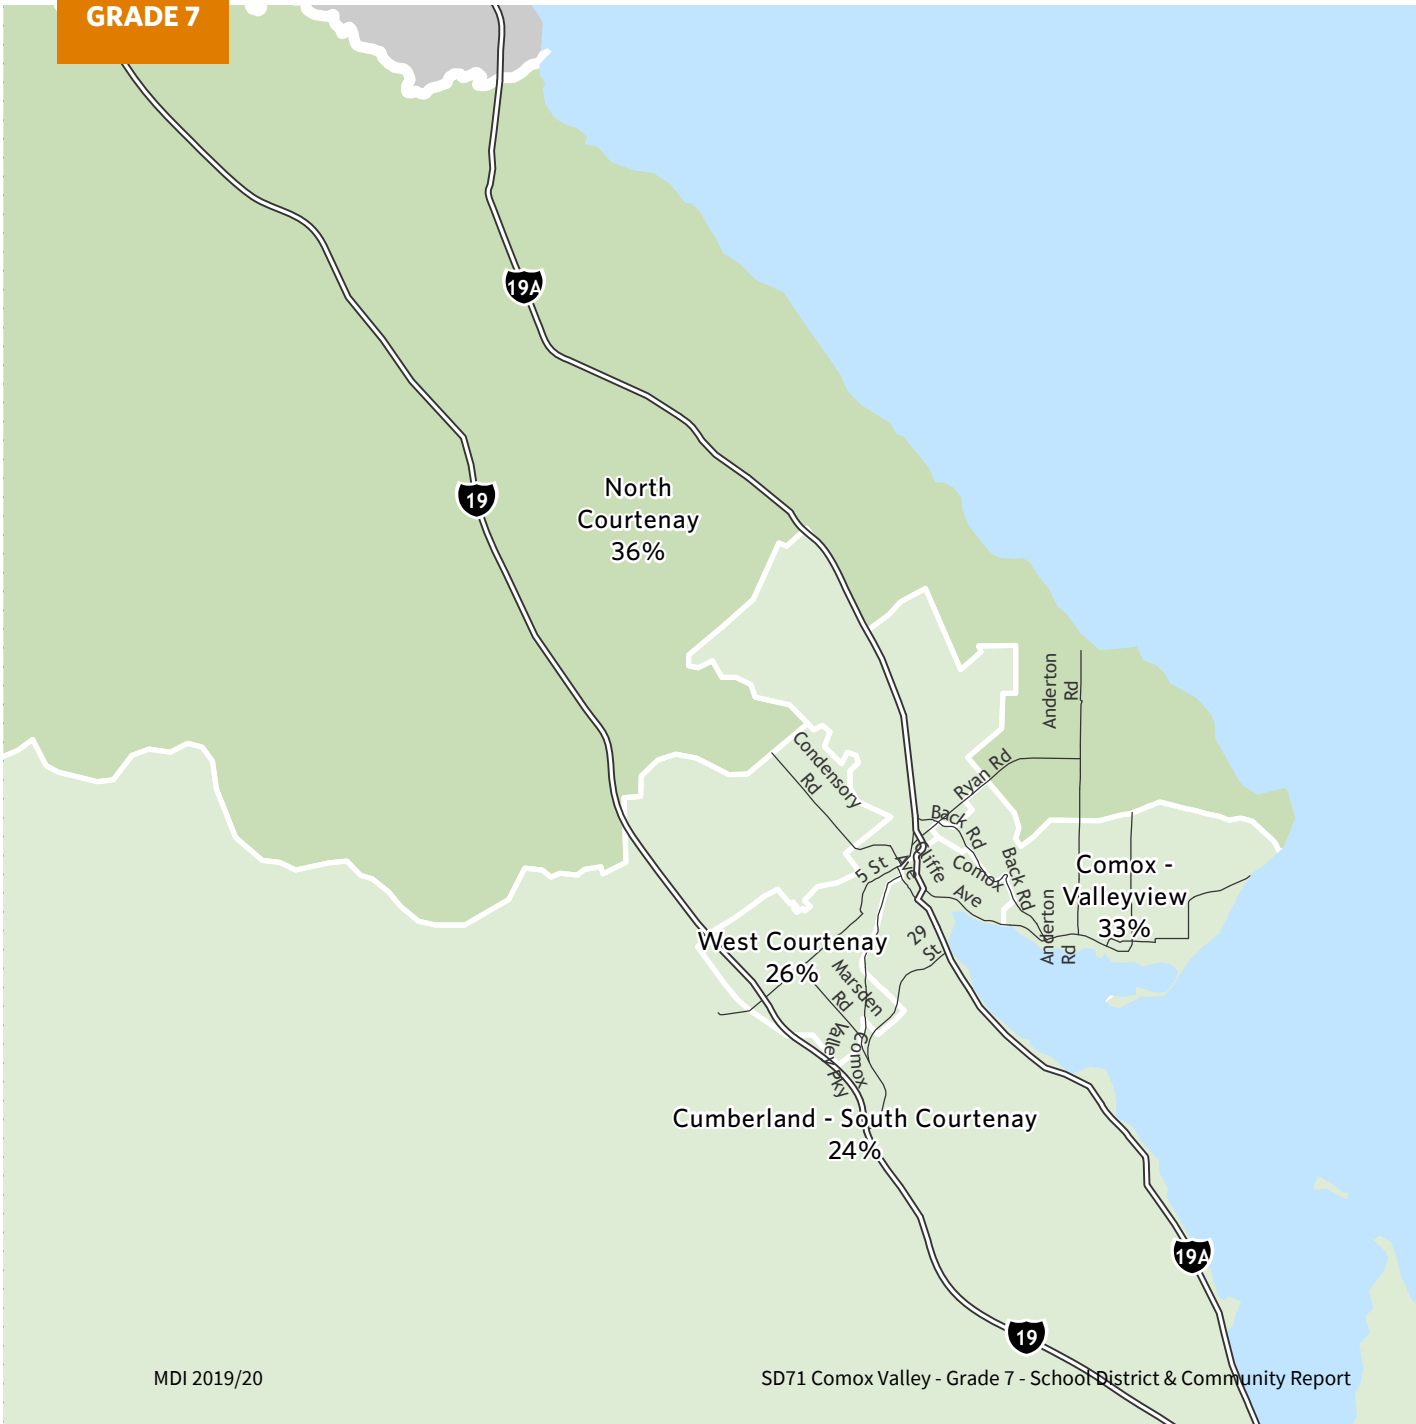 GRADE 7
19A
19
North
Courtenay
36%
Anderton
Rd
Condensory
Rd
Ryan Rd
Back Rd
Cliffe
Ave
5 St
Comox
Ave
Back Rd
Comox -
Valleyview
33%
Anderton
Rd
29
St
West Courtenay
26%
Marsden
Rd
Comox
Valley Pky
Cumberland - South Courtenay
24%
19A
19
MDI 2019/20
SD71 Comox Valley - Grade 7 - School District & Community Report